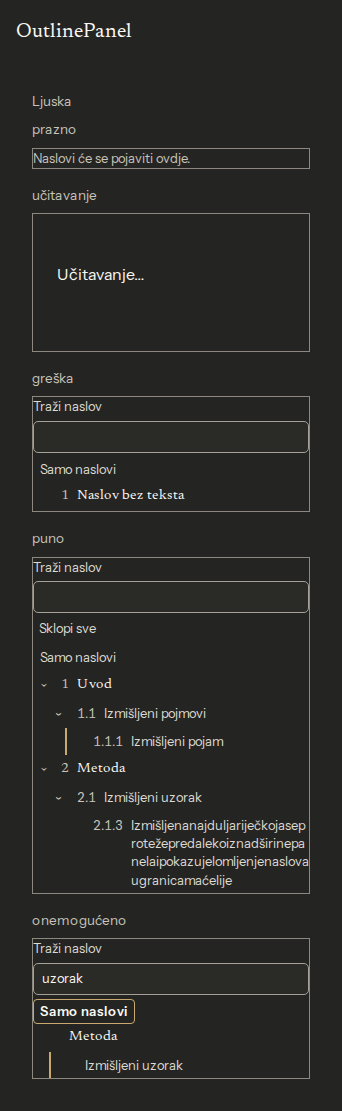 OutlinePanel
Ljuska
prazno
Naslovi će se pojaviti ovdje.
učitavanje
Učitavanje…
greška
Traži naslov
Samo naslovi
1 Naslov bez teksta
puno
Traži naslov
Sklopi sve
Samo naslovi
1 Uvod
1.1 Izmišljeni pojmovi
1.1.1 Izmišljeni pojam
2 Metoda
2.1 Izmišljeni uzorak
2.1.3 Izmišljenanajduljariječkojasep
rotežepredalekoiznadširinepa
nelaipokazujelomljenjenaslova
ugranicamaćelije
onemogućeno
Traži naslov
uzorak
Samo naslovi
Metoda
Izmišljeni uzorak